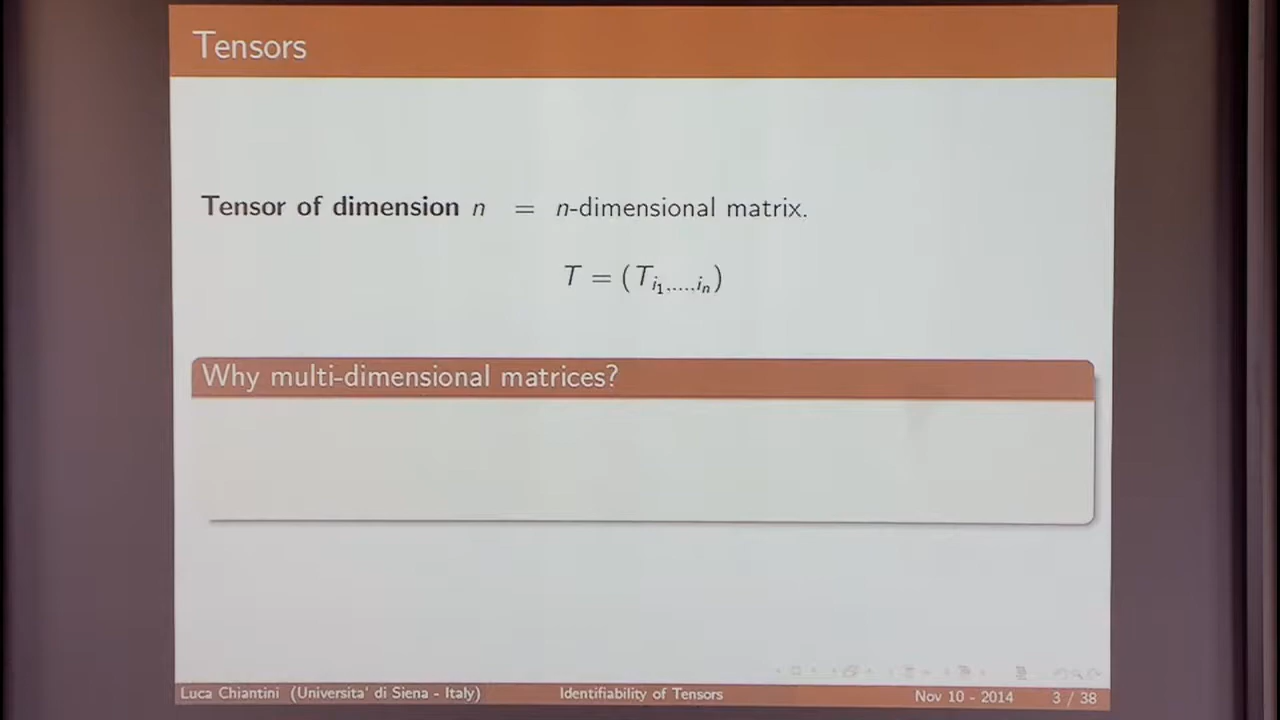 Tensors
Tensor of dimension n = n-dimensional matrix.
T = (T_{i_1,...,i_n})
Why multi-dimensional matrices?
Luca Chiantini (Universita' di Siena - Italy) Identifiability of Tensors Nov 10 - 2014 3 / 38